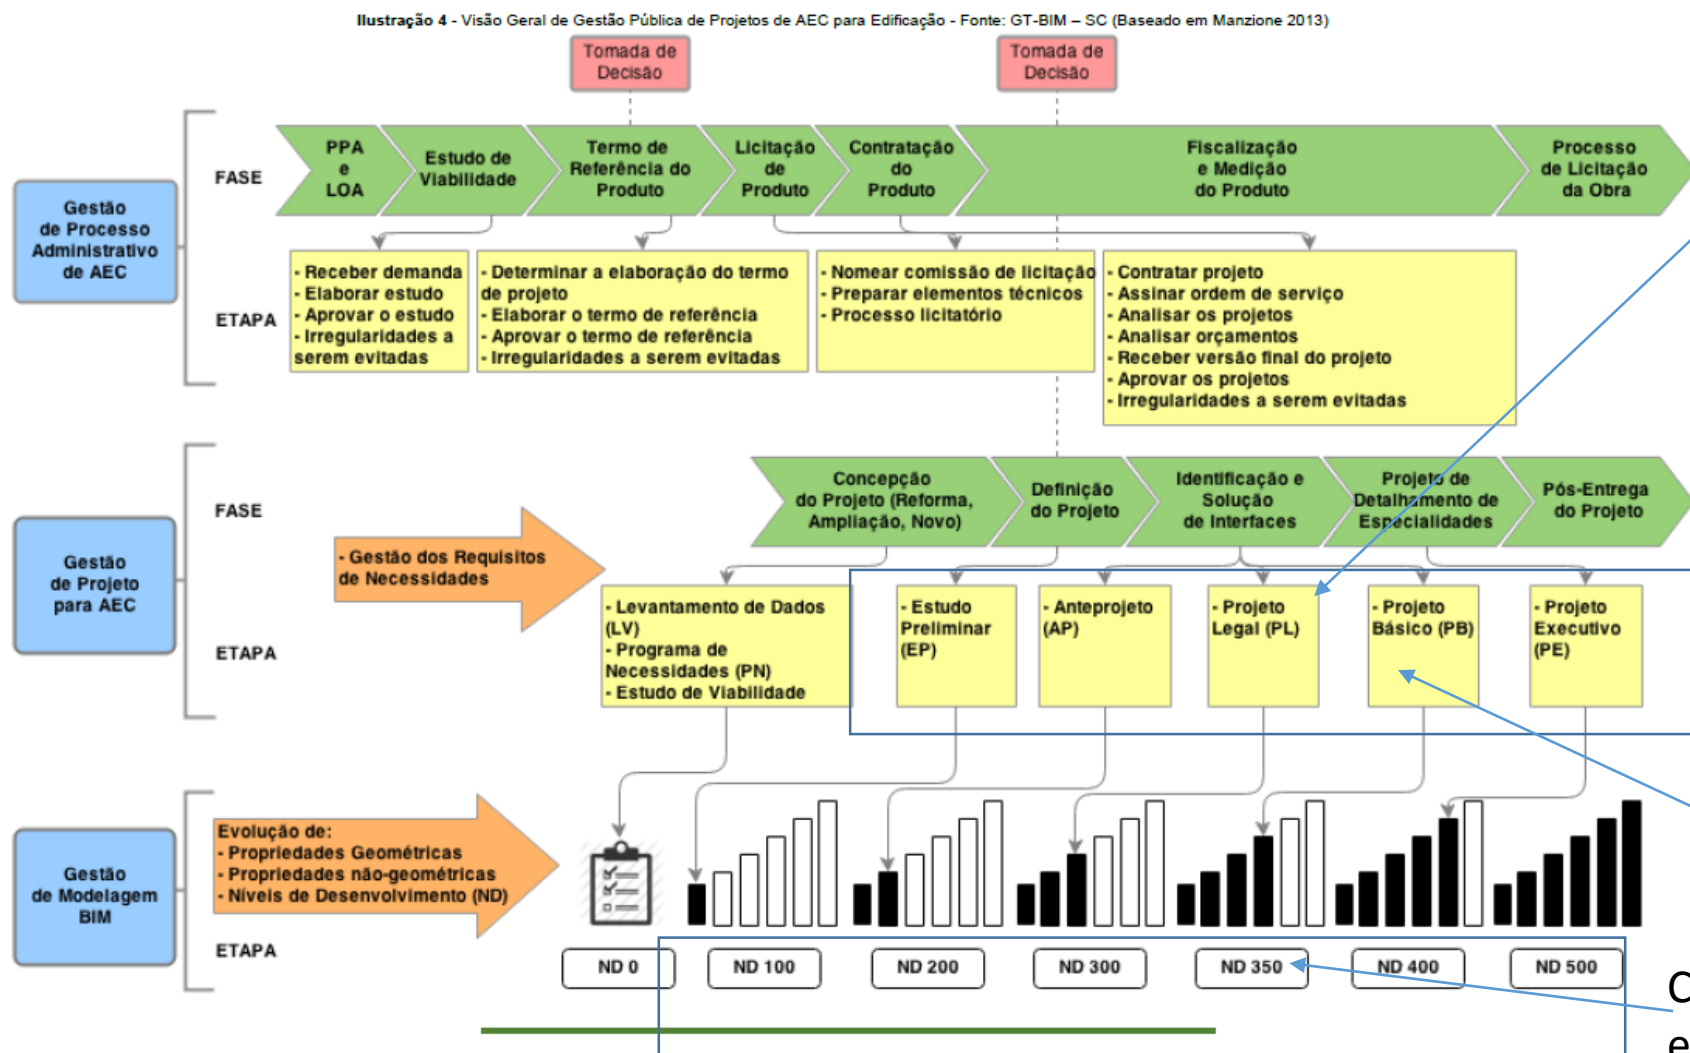 Ilustração 4 - Visão Geral de Gestão Pública de Projetos de AEC para Edificação - Fonte: GT-BIM – SC (Baseado em Manzione 2013)
Tomada de
Decisão
Tomada de
Decisão
Gestão
de Processo
Administrativo
de AEC
FASE
PPA
e
LOA
Estudo de
Viabilidade
Termo de
Referência do
Produto
Licitação
de
Produto
Contratação
do
Produto
Fiscalização
e Medição
do Produto
Processo
de Licitação
da Obra
ETAPA
- Receber demanda
- Elaborar estudo
- Aprovar o estudo
- Irregularidades a
serem evitadas
- Determinar a elaboração do termo
de projeto
- Elaborar o termo de referência
- Aprovar o termo de referência
- Irregularidades a serem evitadas
- Nomear comissão de licitação
- Preparar elementos técnicos
- Processo licitatório
- Contratar projeto
- Assinar ordem de serviço
- Analisar os projetos
- Analisar orçamentos
- Receber versão final do projeto
- Aprovar os projetos
- Irregularidades a serem evitadas
Gestão
de Projeto
para AEC
FASE
- Gestão dos Requisitos
de Necessidades
Concepção
do Projeto (Reforma,
Ampliação, Novo)
Definição
do Projeto
Identificação e
Solução
de Interfaces
Projeto de
Detalhamento de
Especialidades
Pós-Entrega
do Projeto
ETAPA
- Levantamento de Dados
(LV)
- Programa de
Necessidades (PN)
- Estudo de Viabilidade
- Estudo
Preliminar
(EP)
- Anteprojeto
(AP)
- Projeto
Legal (PL)
- Projeto
Básico (PB)
- Projeto
Executivo
(PE)
Gestão
de Modelagem
BIM
Evolução de:
- Propriedades Geométricas
- Propriedades não-geométricas
- Níveis de Desenvolvimento (ND)
ETAPA
ND 0
ND 100
ND 200
ND 300
ND 350
ND 400
ND 500